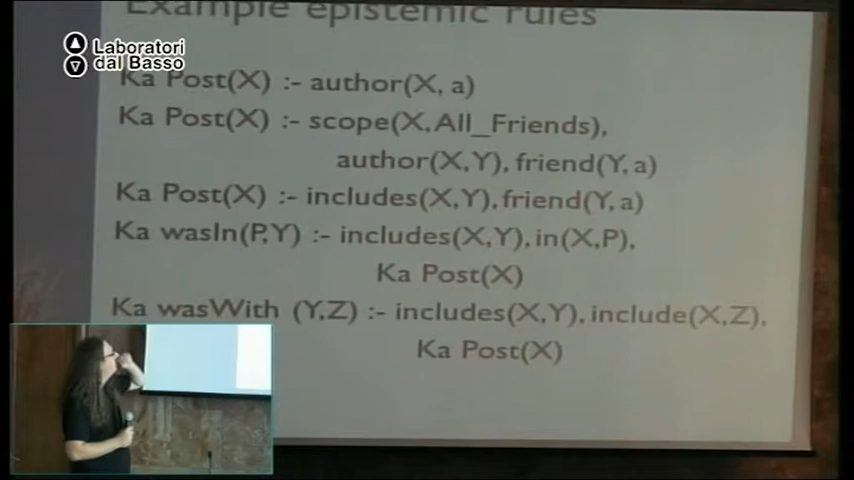 Example epistemic rules
Laboratori
dal Basso
Ka Post(X) :- author(X, a)
Ka Post(X) :- scope(X,All_Friends),
author(X,Y), friend(Y, a)
Ka Post(X) :- includes(X,Y), friend(Y, a)
Ka wasIn(P,Y) :- includes(X,Y), in(X,P),
Ka Post(X)
Ka wasWith (Y,Z) :- includes(X,Y), include(X,Z),
Ka Post(X)